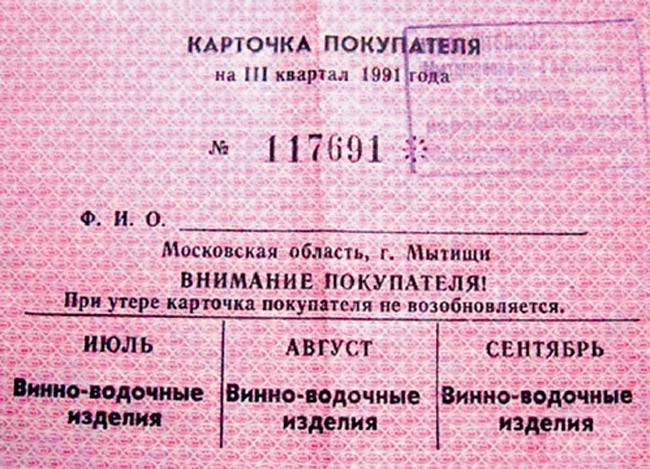 КАРТОЧКА ПОКУПАТЕЛЯ
на III квартал 1991 года
№ 117691
Ф. И. О.
Московская область, г. Мытищи
ВНИМАНИЕ ПОКУПАТЕЛЯ!
При утере карточка покупателя не возобновляется.
ИЮЛЬ АВГУСТ СЕНТЯБРЬ
Винно-водочные Винно-водочные Винно-водочные
изделия изделия изделия